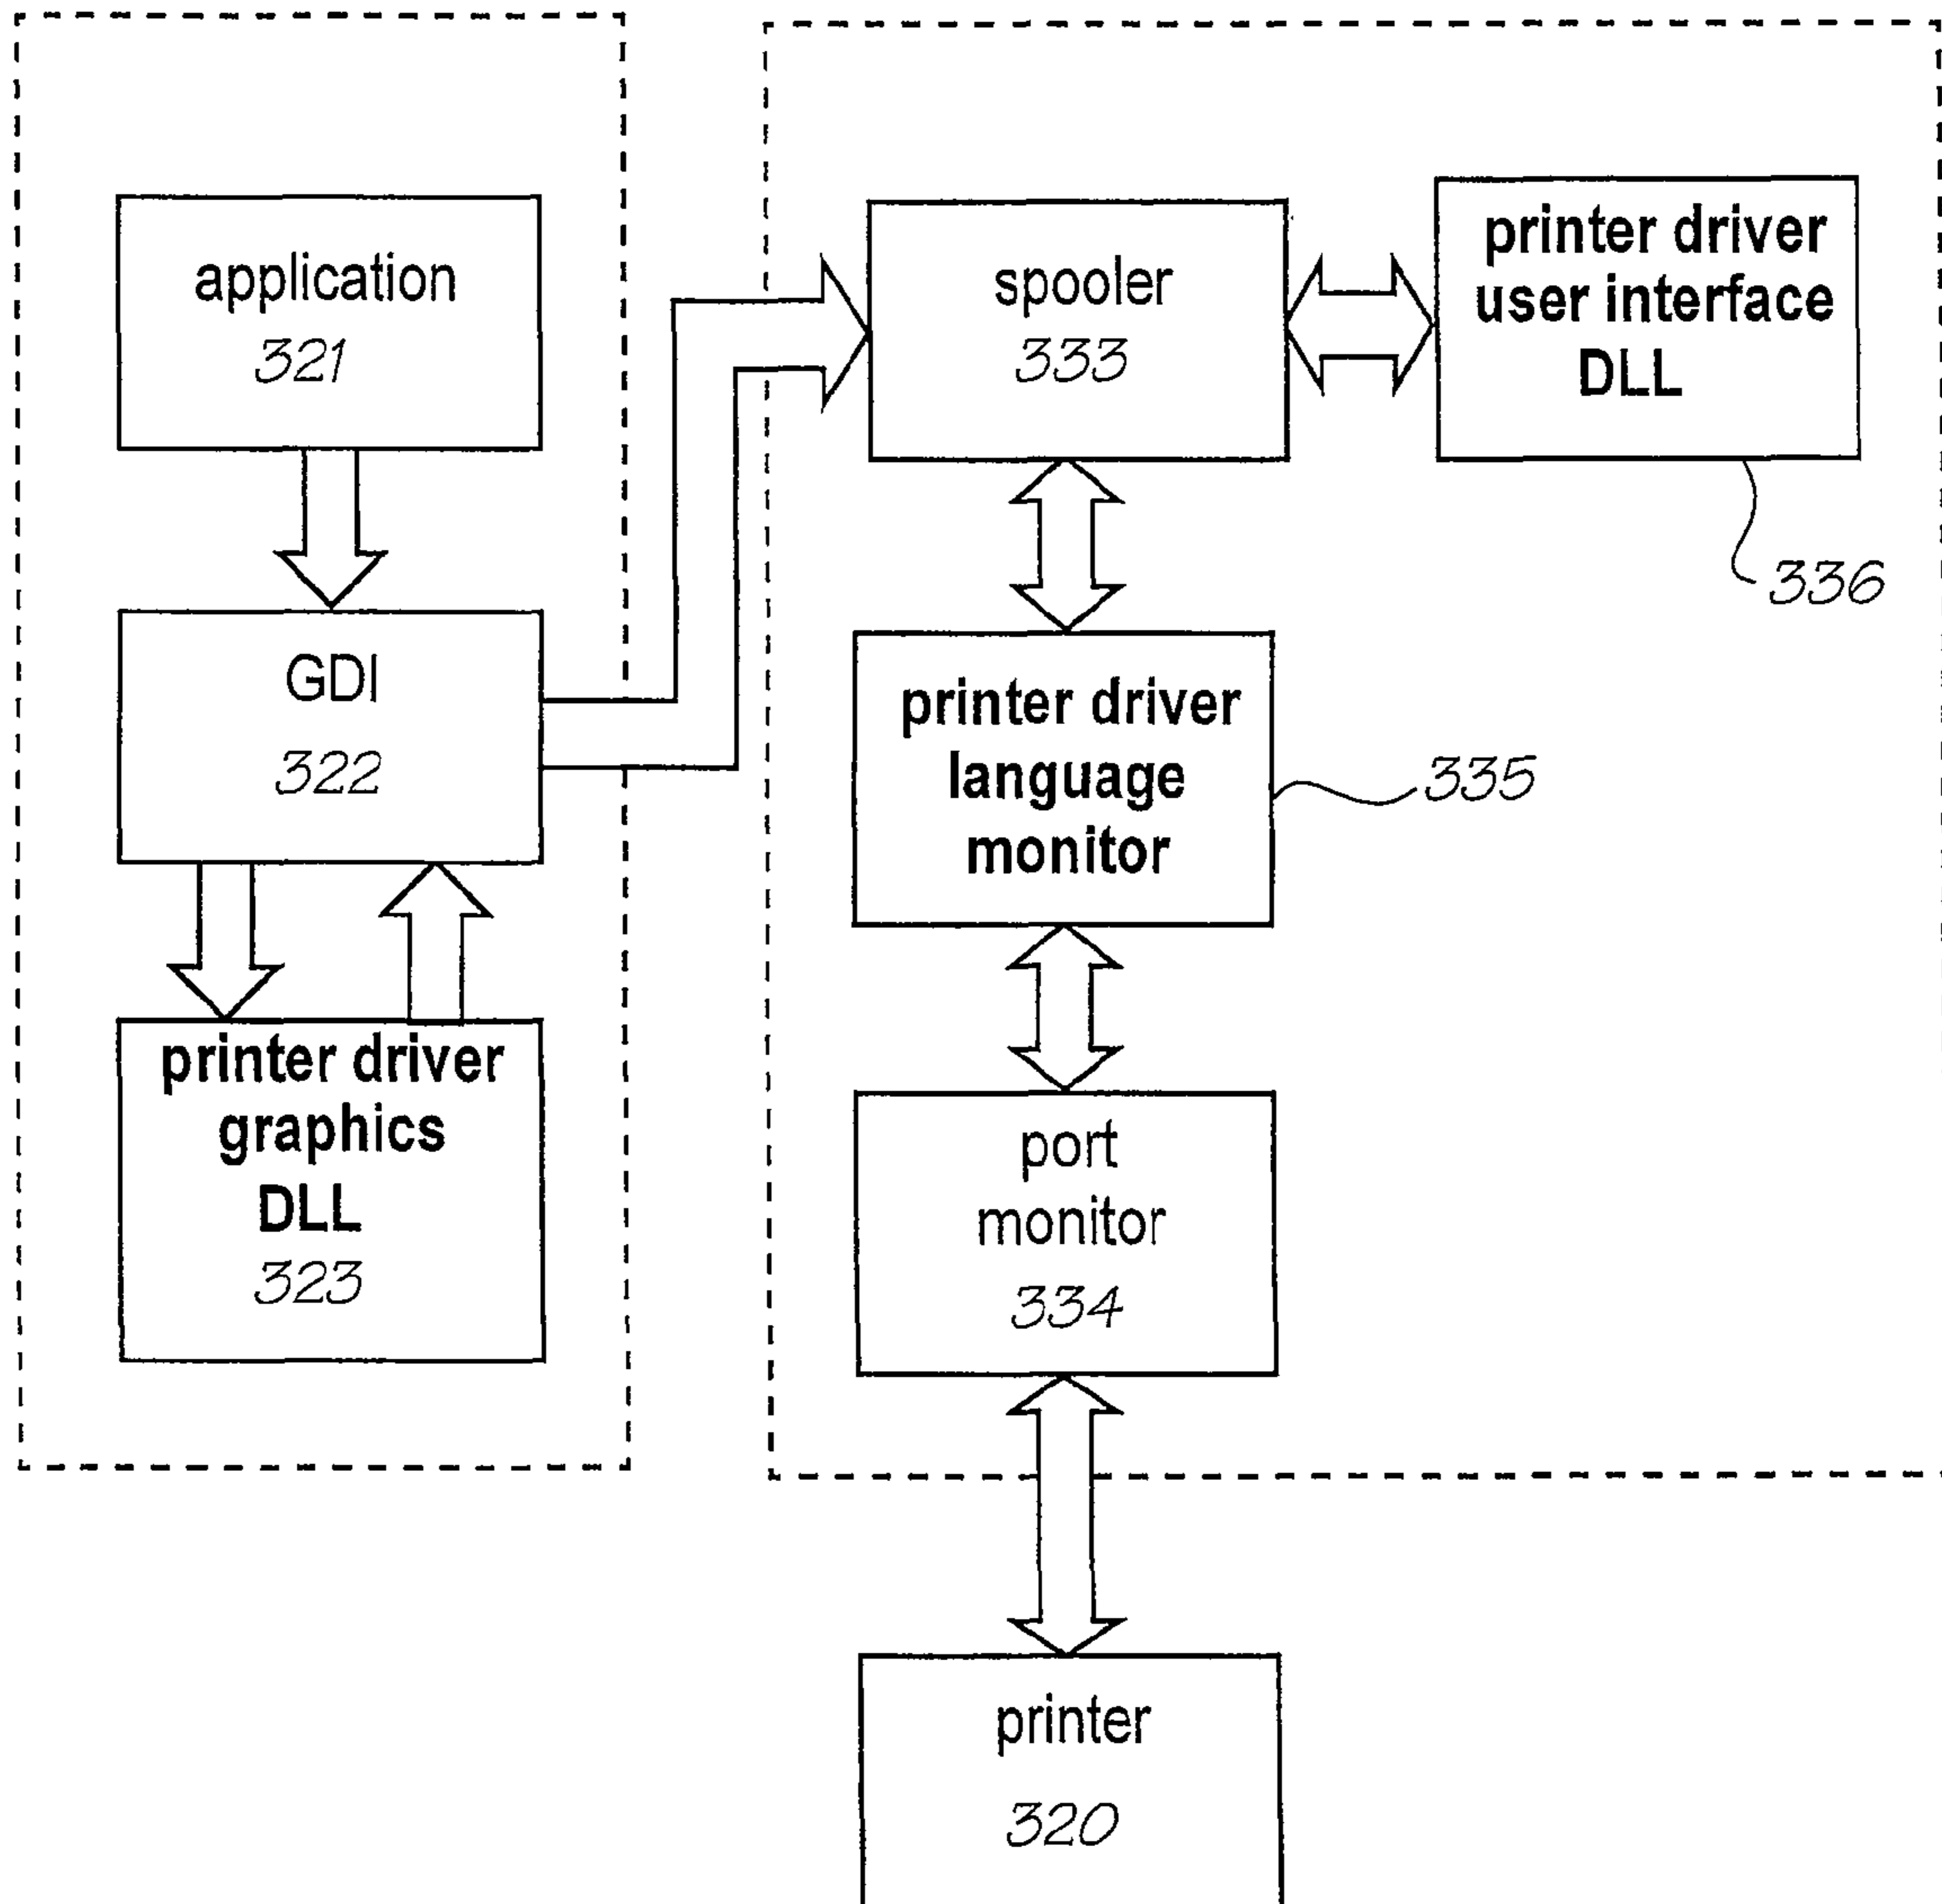 application
321
GDI
322
printer driver
graphics
DLL
323
spooler
333
printer driver
user interface
DLL
336
printer driver
language
monitor
335
port
monitor
334
printer
320